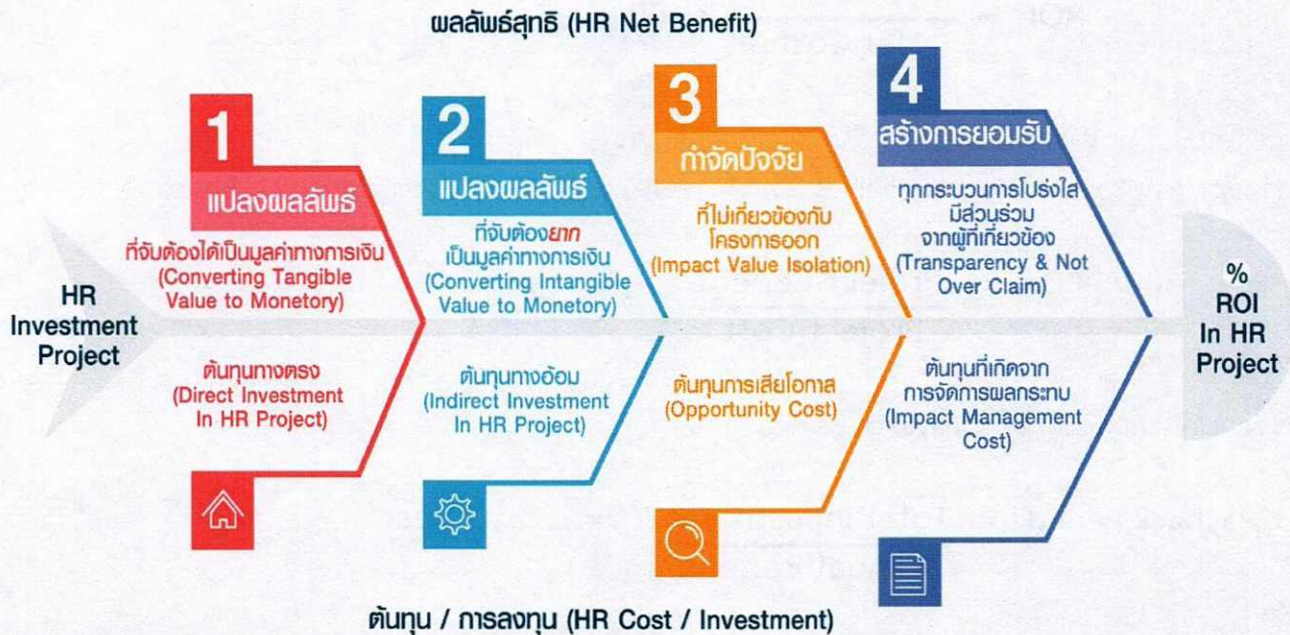 ผลลัพธ์สุทธิ (HR Net Benefit)
1
แปลงผลลัพธ์
ที่จับต้องได้เป็นมูลค่าทางการเงิน
(Converting Tangible
Value to Monetory)
2
แปลงผลลัพธ์
ที่จับต้องยาก
เป็นมูลค่าทางการเงิน
(Converting Intangible
Value to Monetory)
3
กำจัดปัจจัย
ที่ไม่เกี่ยวข้องกับ
โครงการออก
(Impact Value Isolation)
4
สร้างการยอมรับ
ทุกกระบวนการโปร่งใส
มีส่วนร่วม
จากผู้ที่เกี่ยวข้อง
(Transparency & Not
Over Claim)
HR
Investment
Project
%
ROI
In HR
Project
ต้นทุนทางตรง
(Direct Investment
In HR Project)
ต้นทุนทางอ้อม
(Indirect Investment
In HR Project)
ต้นทุนการเสียโอกาส
(Opportunity Cost)
ต้นทุนที่เกิดจาก
การจัดการผลกระทบ
(Impact Management
Cost)
ต้นทุน / การลงทุน (HR Cost / Investment)